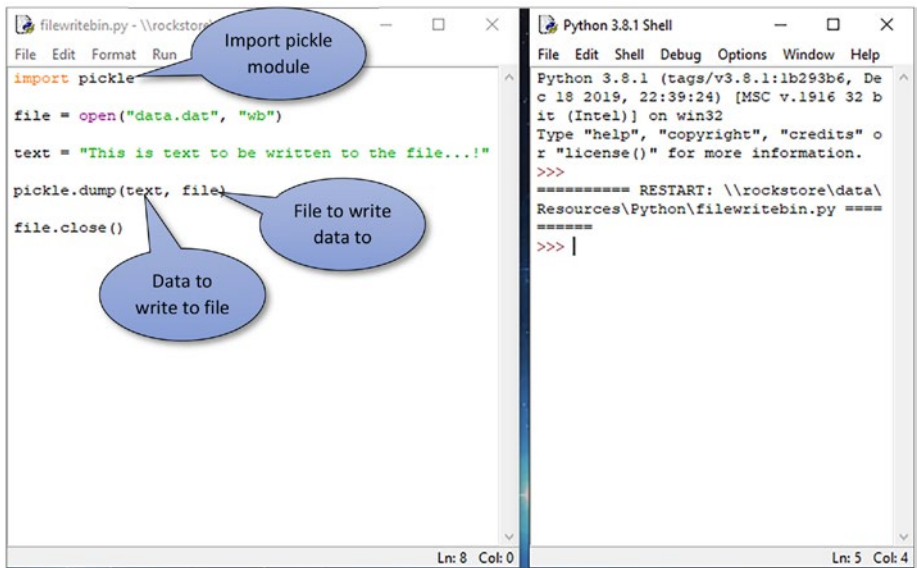 filewritebin.py - \\rockstore\
File Edit Format Run
import pickle
file = open("data.dat", "wb")
text = "This is text to be written to the file...!"
pickle.dump(text, file)
file.close()
Import pickle
module
File to write
data to
Data to
write to file
Ln: 8 Col: 0
Python 3.8.1 Shell
File Edit Shell Debug Options Window Help
Python 3.8.1 (tags/v3.8.1:1b293b6, De
c 18 2019, 22:39:24) [MSC v.1916 32 b
it (Intel)] on win32
Type "help", "copyright", "credits" o
r "license()" for more information.
>>>
========== RESTART: \\rockstore\data\
Resources\Python\filewritebin.py ====
======
>>>
Ln: 5 Col: 4